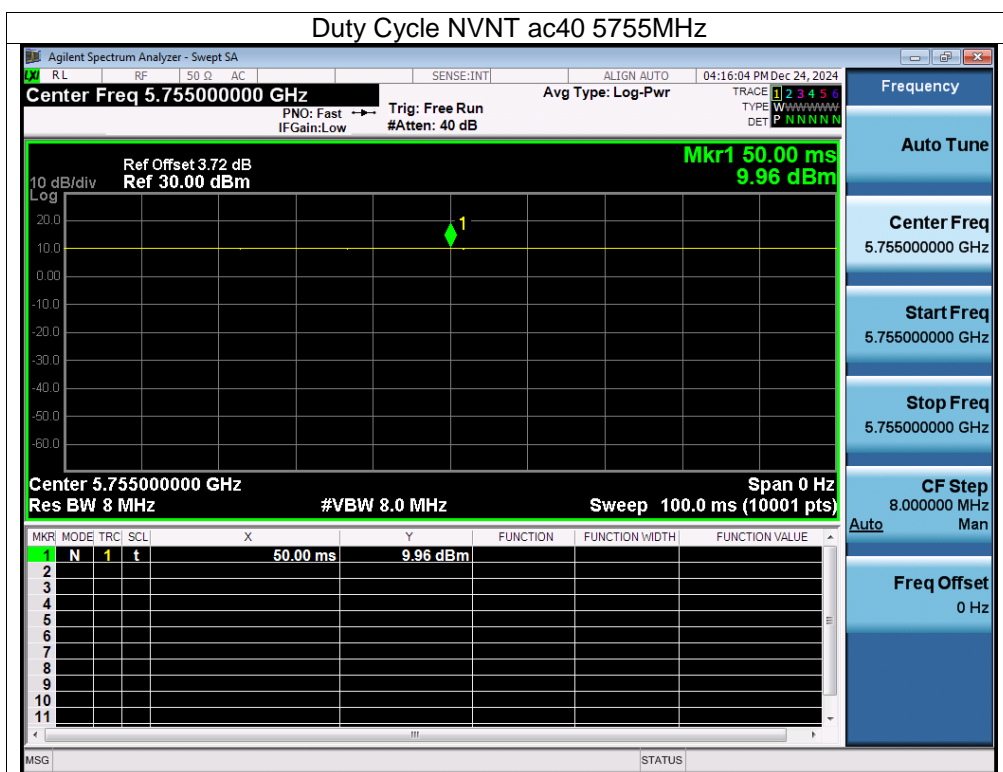 Duty Cycle NVNT ac40 5755MHz
Agilent Spectrum Analyzer - Swept SA
LXI RL RF 50 Ω AC SENSE:INT ALIGN AUTO 04:16:04 PM Dec 24, 2024
Center Freq 5.755000000 GHz Avg Type: Log-Pwr TRACE 1 2 3 4 5 6
PNO: Fast Trig: Free Run TYPE WWWWWW
IFGain:Low #Atten: 40 dB DET P N N N N N
Ref Offset 3.72 dB Mkr1 50.00 ms
10 dB/div Ref 30.00 dBm 9.96 dBm
Log
20.0
1
10.0
0.00
-10.0
-20.0
-30.0
-40.0
-50.0
-60.0
Center 5.755000000 GHz Span 0 Hz
Res BW 8 MHz #VBW 8.0 MHz Sweep 100.0 ms (10001 pts)
MKR MODE TRC SCL X Y FUNCTION FUNCTION WIDTH FUNCTION VALUE
1 N 1 t 50.00 ms 9.96 dBm
2
3
4
5
6
7
8
9
10
11
MSG STATUS
Frequency
Auto Tune
Center Freq
5.755000000 GHz
Start Freq
5.755000000 GHz
Stop Freq
5.755000000 GHz
CF Step
8.000000 MHz
Auto Man
Freq Offset
0 Hz